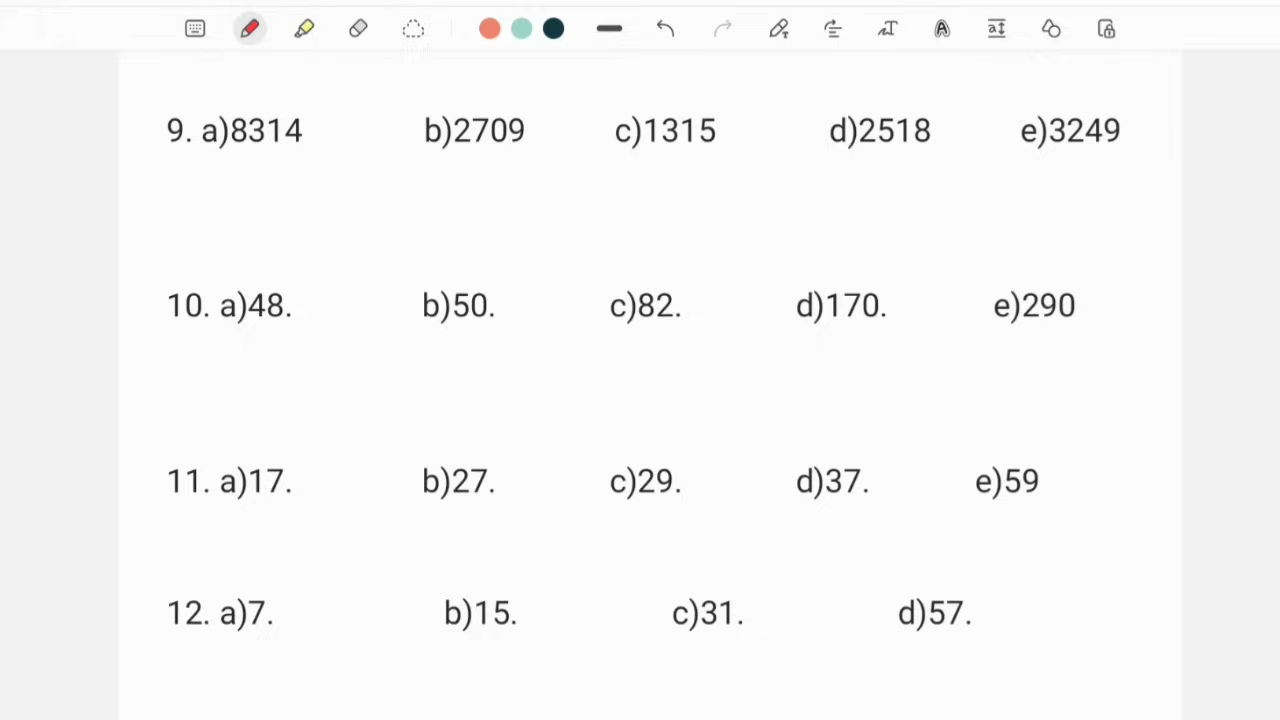 9. a)8314 b)2709 c)1315 d)2518 e)3249
10. a)48. b)50. c)82. d)170. e)290
11. a)17. b)27. c)29. d)37. e)59
12. a)7. b)15. c)31. d)57.